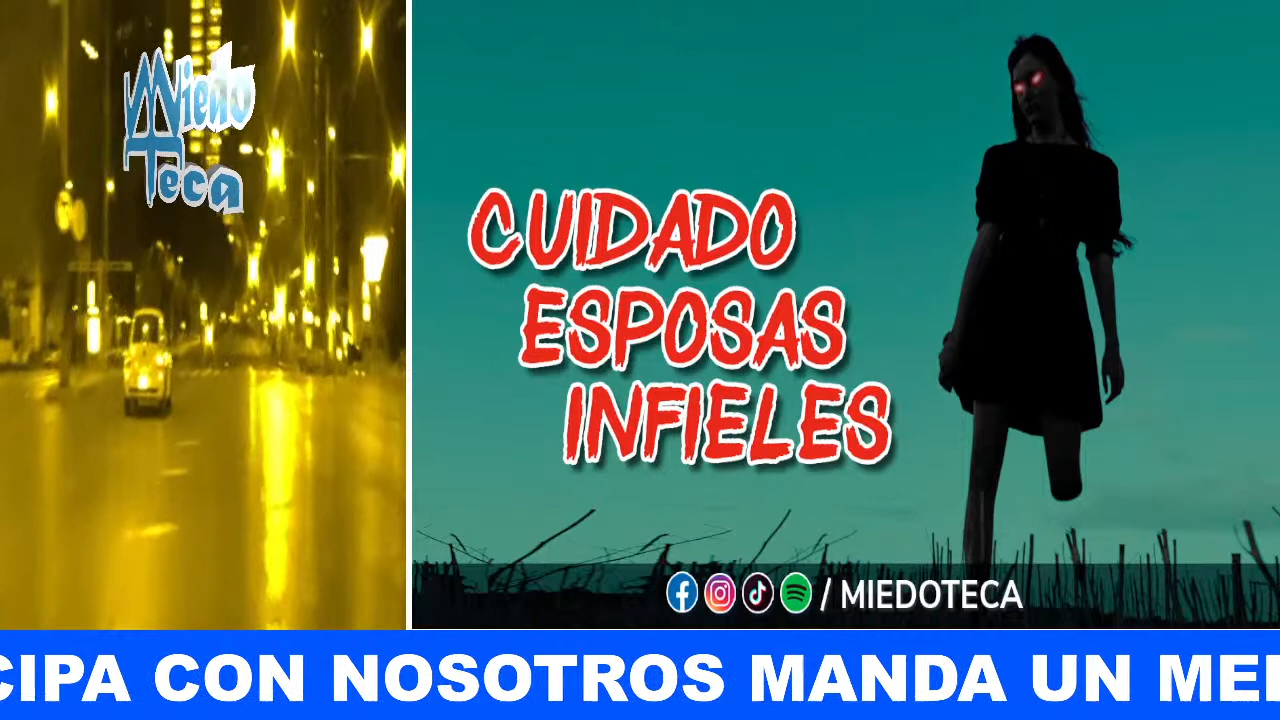 Miedo
Teca
CUIDADO
ESPOSAS
INFIELES
/ MIEDOTECA
CIPA CON NOSOTROS MANDA UN ME